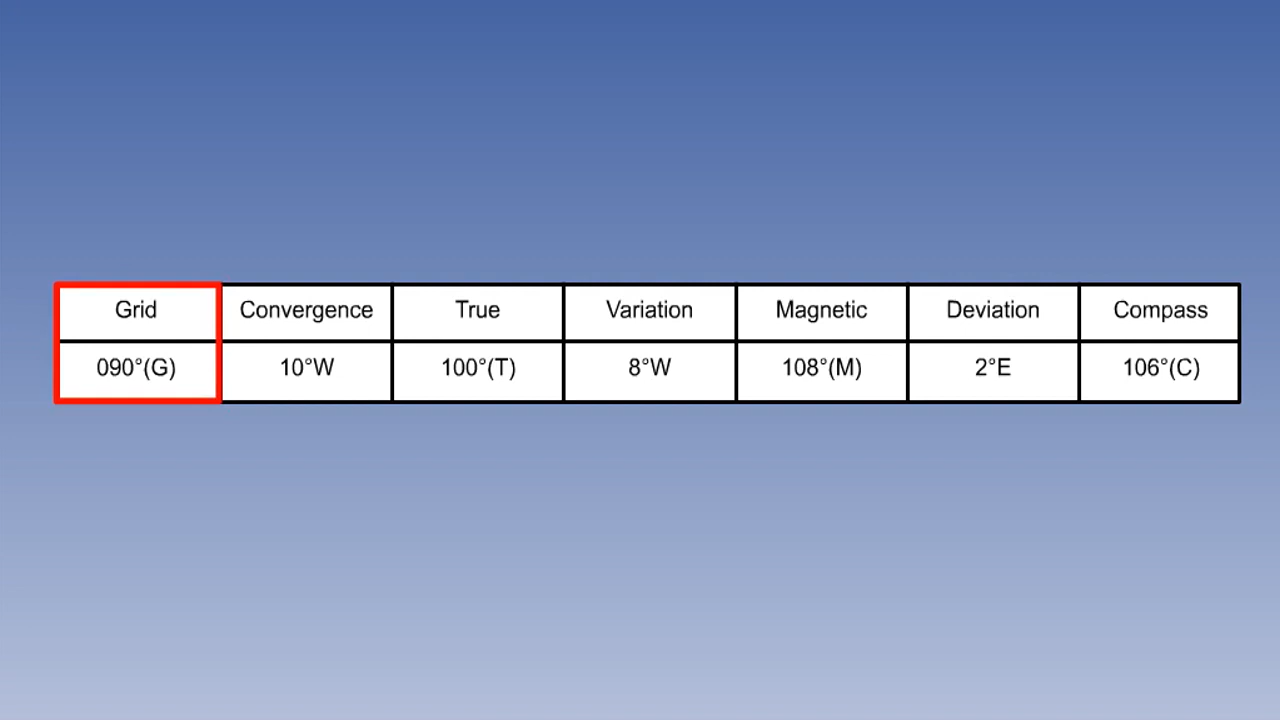 Grid Convergence True Variation Magnetic Deviation Compass
090°(G) 10°W 100°(T) 8°W 108°(M) 2°E 106°(C)